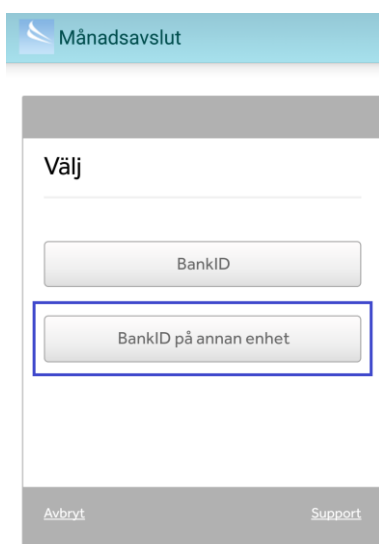 Månadsavslut
Välj
BankID
BankID på annan enhet
Avbryt Support